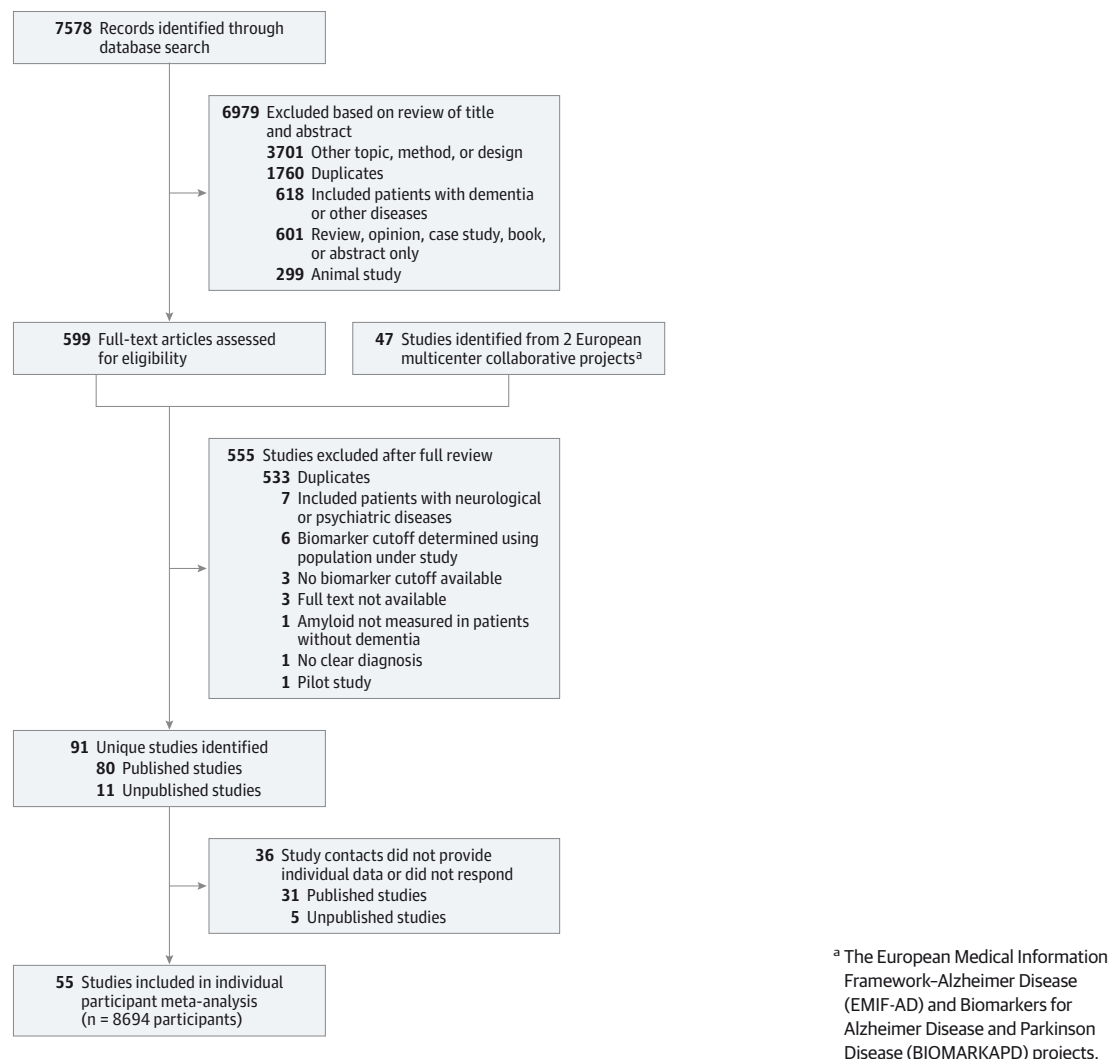 7578 Records identified through
database search
6979 Excluded based on review of title
and abstract
3701 Other topic, method, or design
1760 Duplicates
618 Included patients with dementia
or other diseases
601 Review, opinion, case study, book,
or abstract only
299 Animal study
599 Full-text articles assessed
for eligibility
47 Studies identified from 2 European
multicenter collaborative projectsa
555 Studies excluded after full review
533 Duplicates
7 Included patients with neurological
or psychiatric diseases
6 Biomarker cutoff determined using
population under study
3 No biomarker cutoff available
3 Full text not available
1 Amyloid not measured in patients
without dementia
1 No clear diagnosis
1 Pilot study
91 Unique studies identified
80 Published studies
11 Unpublished studies
36 Study contacts did not provide
individual data or did not respond
31 Published studies
5 Unpublished studies
55 Studies included in individual
participant meta-analysis
(n = 8694 participants)
a The European Medical Information
Framework–Alzheimer Disease
(EMIF-AD) and Biomarkers for
Alzheimer Disease and Parkinson
Disease (BIOMARKAPD) projects.